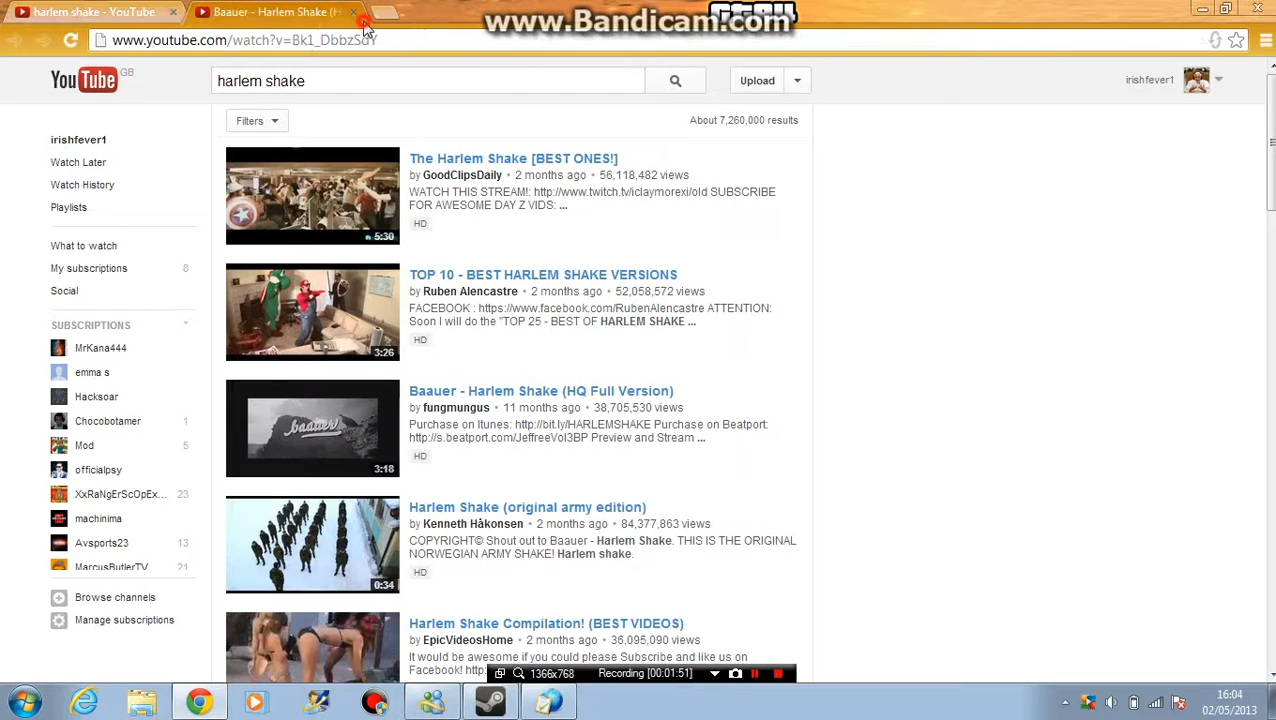 harlem shake - YouTube
Baauer - Harlem Shake (H
www.Bandicam.com
www.youtube.com/watch?v=Bk1_DbbzSdY
YouTube GB
harlem shake
Upload
irishfever1
Filters
About 7,260,000 results
irishfever1
Watch Later
Watch History
Playlists
What to watch
My subscriptions 8
Social
SUBSCRIPTIONS
MrKana444
emma s
Hacksoar
Chocobotamer 1
Mod
officialpsy
XxRaNgErScOpEx... 23
machinima
Avsports23 13
MarcusButlerTV 21
Browse channels
Manage subscriptions
The Harlem Shake [BEST ONES!]
by GoodClipsDaily • 2 months ago • 56,118,482 views
WATCH THIS STREAM!: http://www.twitch.tv/iclaymorexi/old SUBSCRIBE
FOR AWESOME DAY Z VIDS: ...
HD
5:30
TOP 10 - BEST HARLEM SHAKE VERSIONS
by Ruben Alencastre • 2 months ago • 52,058,572 views
FACEBOOK : https://www.facebook.com/RubenAlencastre ATTENTION:
Soon I will do the "TOP 25 - BEST OF HARLEM SHAKE ...
HD
3:26
Baauer - Harlem Shake (HQ Full Version)
by fungmungus • 11 months ago • 38,705,530 views
Purchase on Itunes: http://bit.ly/HARLEMSHAKE Purchase on Beatport:
http://s.beatport.com/JeffreeVol3BP Preview and Stream ...
HD
baauer
3:18
Harlem Shake (original army edition)
by Kenneth Håkonsen • 2 months ago • 84,377,863 views
COPYRIGHT© Shout out to Baauer - Harlem Shake. THIS IS THE ORIGINAL
NORWEGIAN ARMY SHAKE! Harlem shake.
HD
0:34
Harlem Shake Compilation! (BEST VIDEOS)
by EpicVideosHome • 2 months ago • 36,095,090 views
It would be awesome if you could please Subscribe and like us on
Facebook!
1366x768 Recording [00:01:51]
16:04
02/05/2013